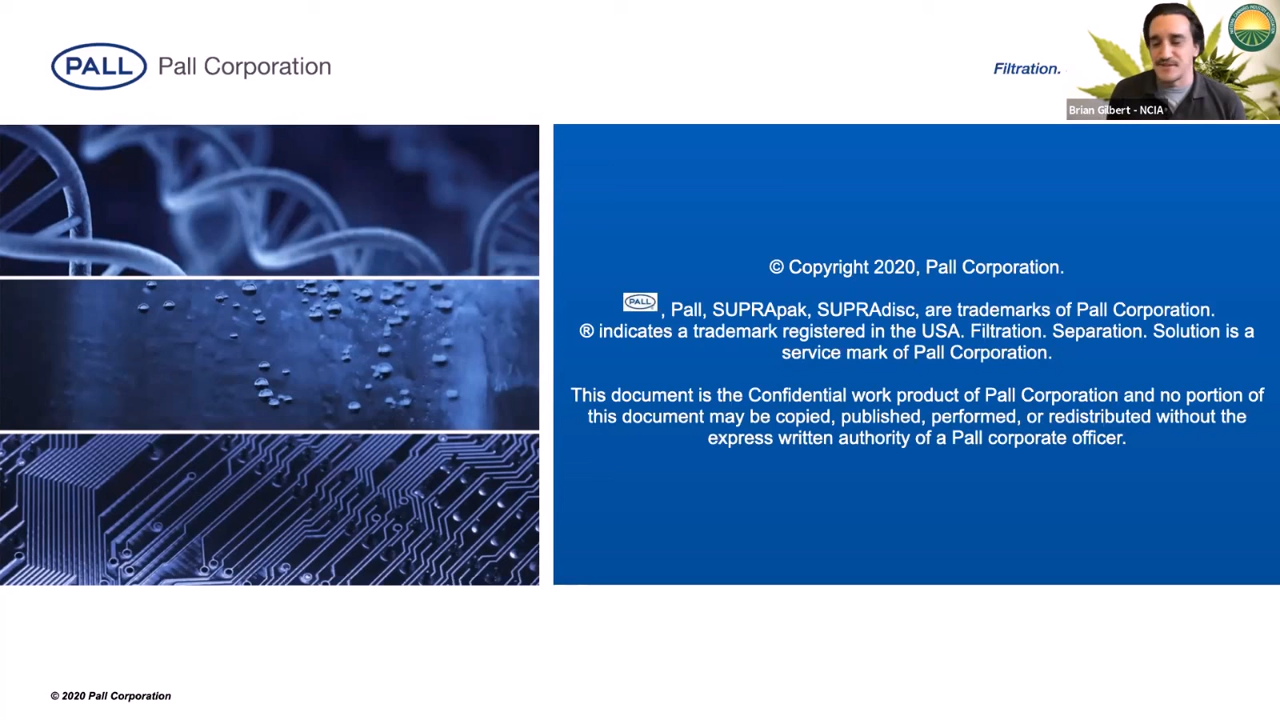 PALL Pall Corporation
Filtration.
Brian Gilbert - NCIA
© Copyright 2020, Pall Corporation.
PALL, Pall, SUPRApak, SUPRAdisc, are trademarks of Pall Corporation.
® indicates a trademark registered in the USA. Filtration. Separation. Solution is a
service mark of Pall Corporation.
This document is the Confidential work product of Pall Corporation and no portion of
this document may be copied, published, performed, or redistributed without the
express written authority of a Pall corporate officer.
© 2020 Pall Corporation